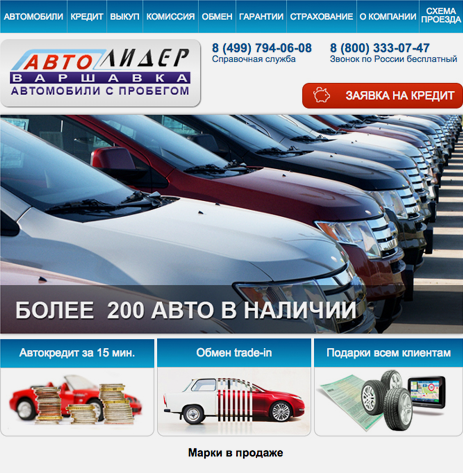 АВТОМОБИЛИ КРЕДИТ ВЫКУП КОМИССИЯ ОБМЕН ГАРАНТИИ СТРАХОВАНИЕ О КОМПАНИИ СХЕМА ПРОЕЗДА
АВТО ЛИДЕР
ВАРШАВКА
АВТОМОБИЛИ С ПРОБЕГОМ
8 (499) 794-06-08
Справочная служба
8 (800) 333-07-47
Звонок по России бесплатный
ЗАЯВКА НА КРЕДИТ
БОЛЕЕ 200 АВТО В НАЛИЧИИ
Автокредит за 15 мин.
Обмен trade-in
Подарки всем клиентам
Марки в продаже